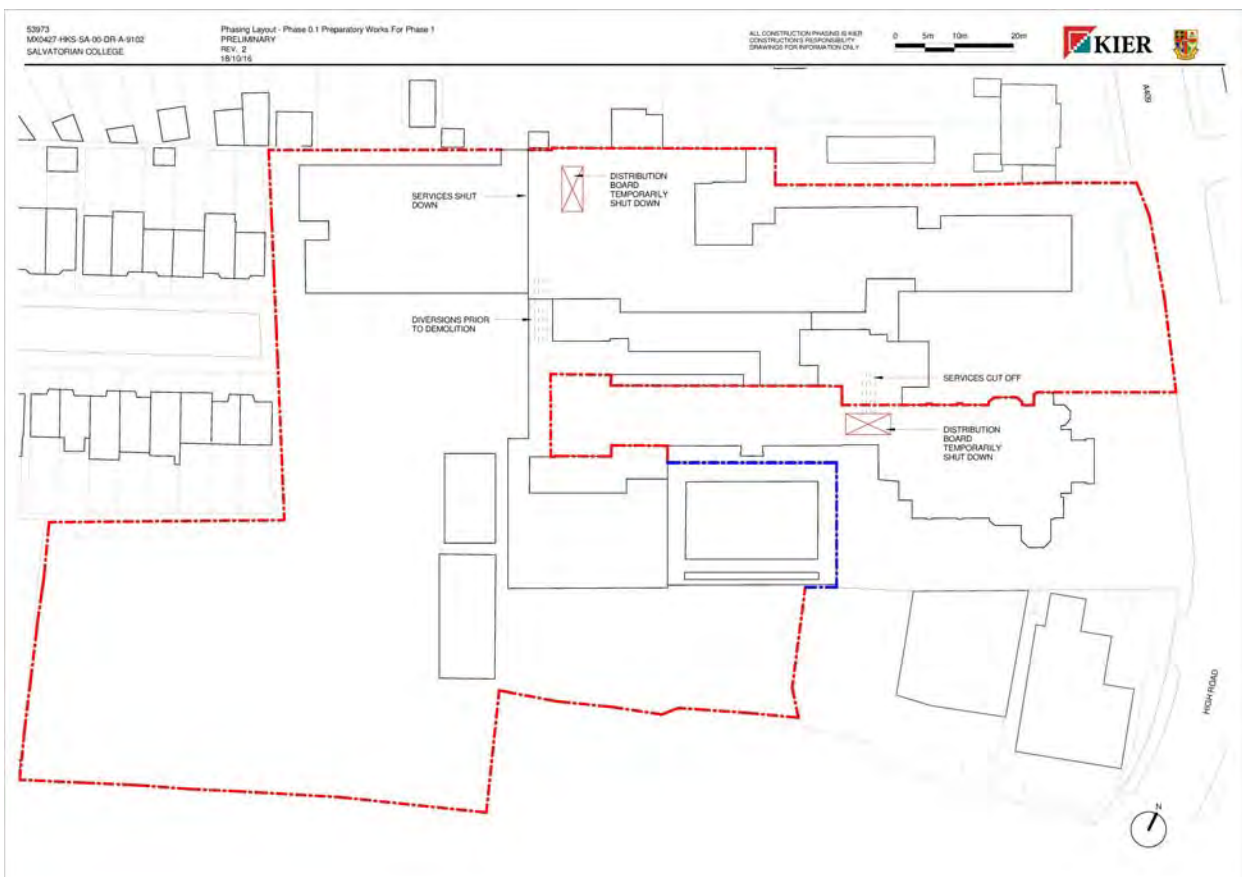 53973
MX0427-HKS-SA-00-DR-A-9102
SALVATORIAN COLLEGE
Phasing Layout - Phase 0.1 Preparatory Works For Phase 1
PRELIMINARY
REV. 2
18/10/16
ALL CONSTRUCTION PHASING IS KIER
CONSTRUCTION'S RESPONSIBILITY
DRAWINGS FOR INFORMATION ONLY
0 5m 10m 20m
KIER
A409
SERVICES SHUT
DOWN
DISTRIBUTION
BOARD
TEMPORARILY
SHUT DOWN
DIVERSIONS PRIOR
TO DEMOLITION
SERVICES CUT OFF
DISTRIBUTION
BOARD
TEMPORARILY
SHUT DOWN
HIGH ROAD
N